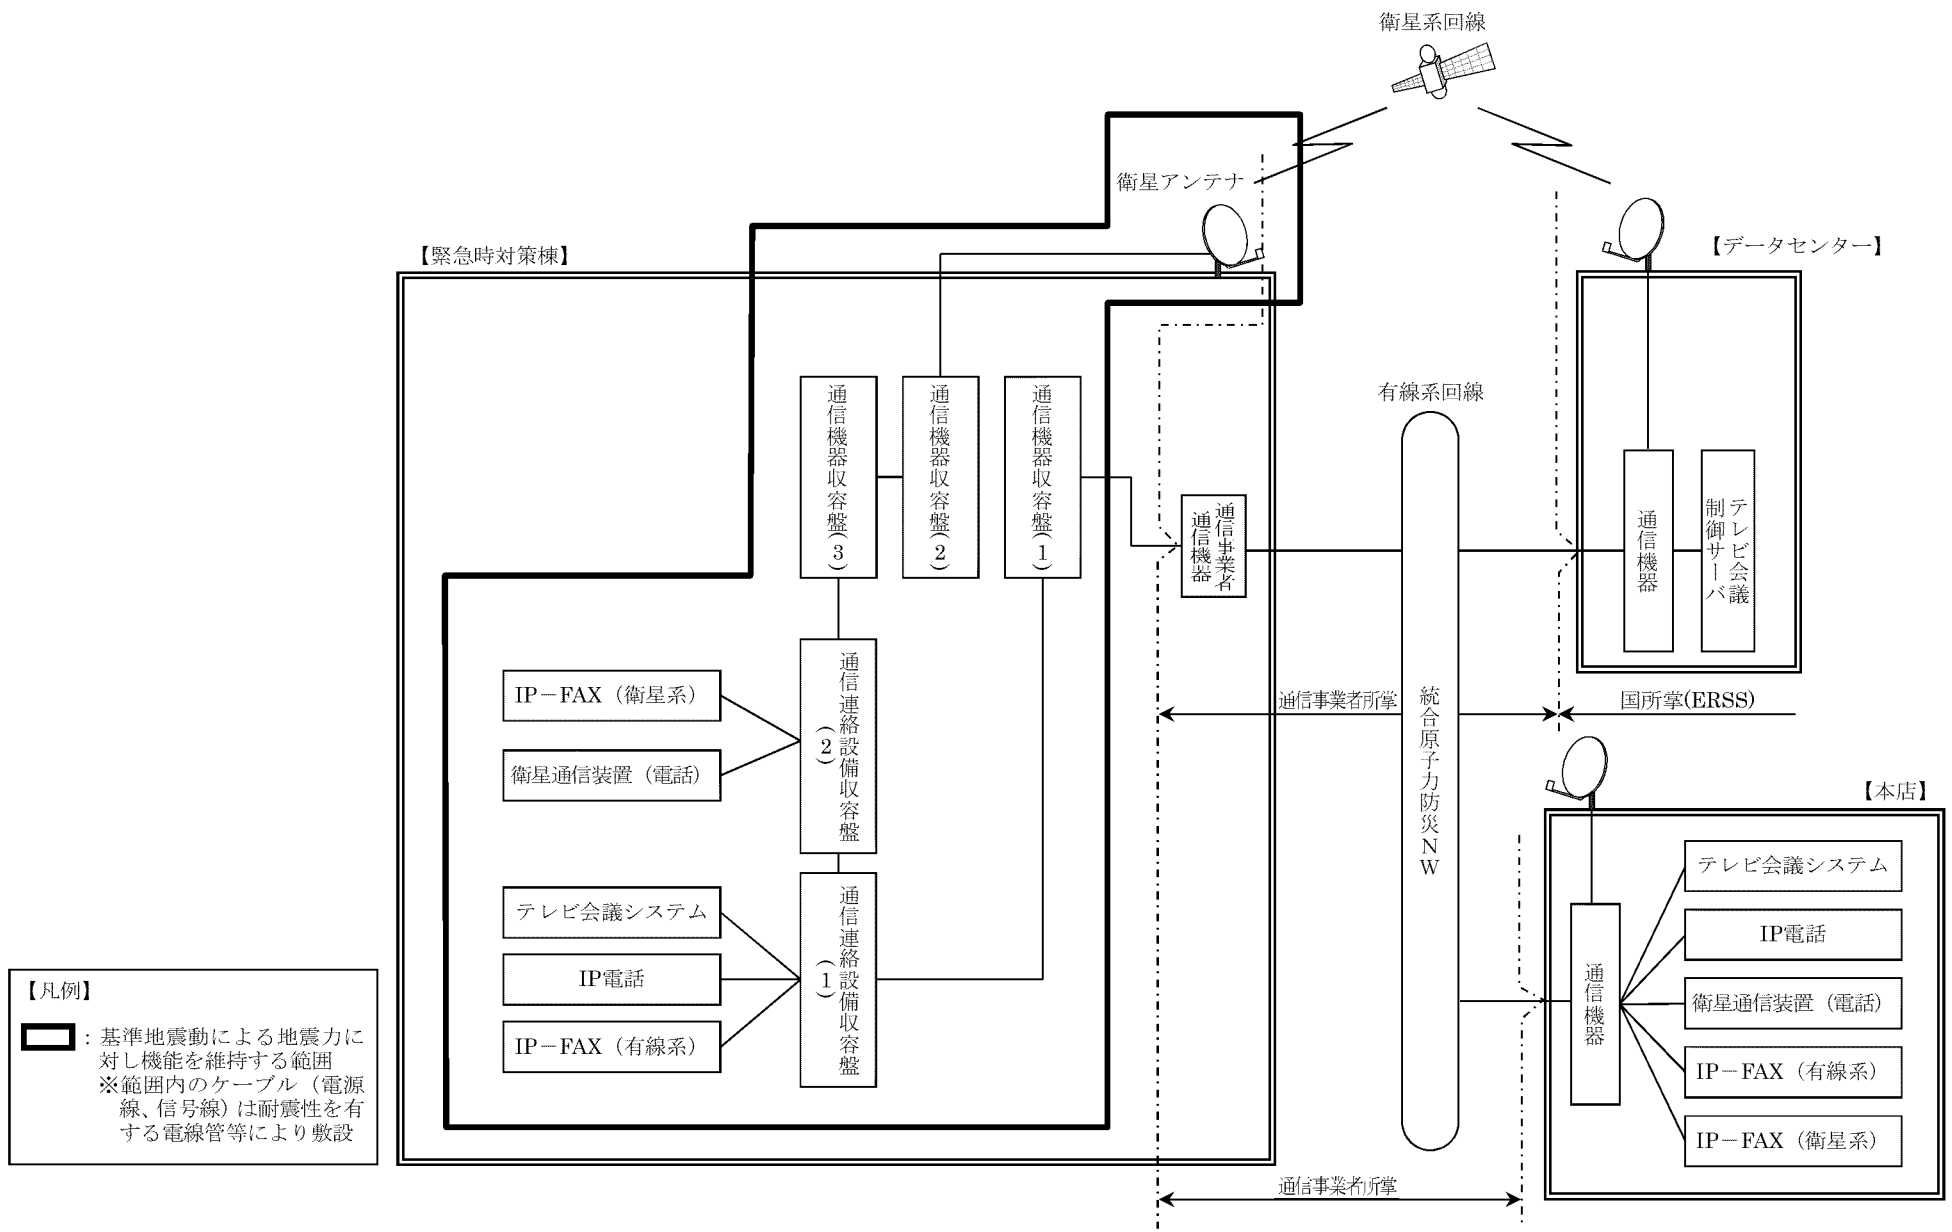 衛星系回線
衛星アンテナ
【緊急時対策棟】
【データセンター】
通信機器収容盤(3)
通信機器収容盤(2)
通信機器収容盤(1)
有線系回線
通信事業者
通信機器
通信機器
テレビ会議
制御サーバ
IP-FAX（衛星系）
衛星通信装置（電話）
通信連絡設備収容盤
(2)
通信事業者所掌
国所掌(ERSS)
統合原子力防災NW
【本店】
テレビ会議システム
IP電話
IP-FAX（有線系）
通信連絡設備収容盤
(1)
通信機器
テレビ会議システム
IP電話
衛星通信装置（電話）
IP-FAX（有線系）
IP-FAX（衛星系）
通信事業者所掌
【凡例】
：基準地震動による地震力に
対し機能を維持する範囲
※範囲内のケーブル（電源
線、信号線）は耐震性を有
する電線管等により敷設